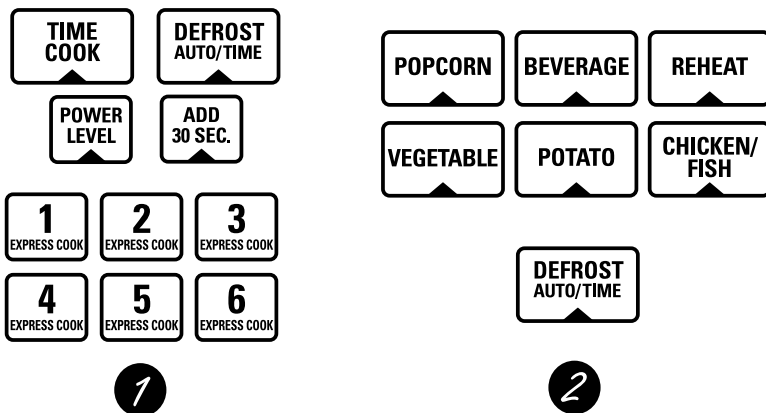 TIME
COOK
DEFROST
AUTO/TIME
POWER
LEVEL
ADD
30 SEC.
1
EXPRESS COOK
2
EXPRESS COOK
3
EXPRESS COOK
4
EXPRESS COOK
5
EXPRESS COOK
6
EXPRESS COOK
1
POPCORN
BEVERAGE
REHEAT
VEGETABLE
POTATO
CHICKEN/
FISH
DEFROST
AUTO/TIME
2